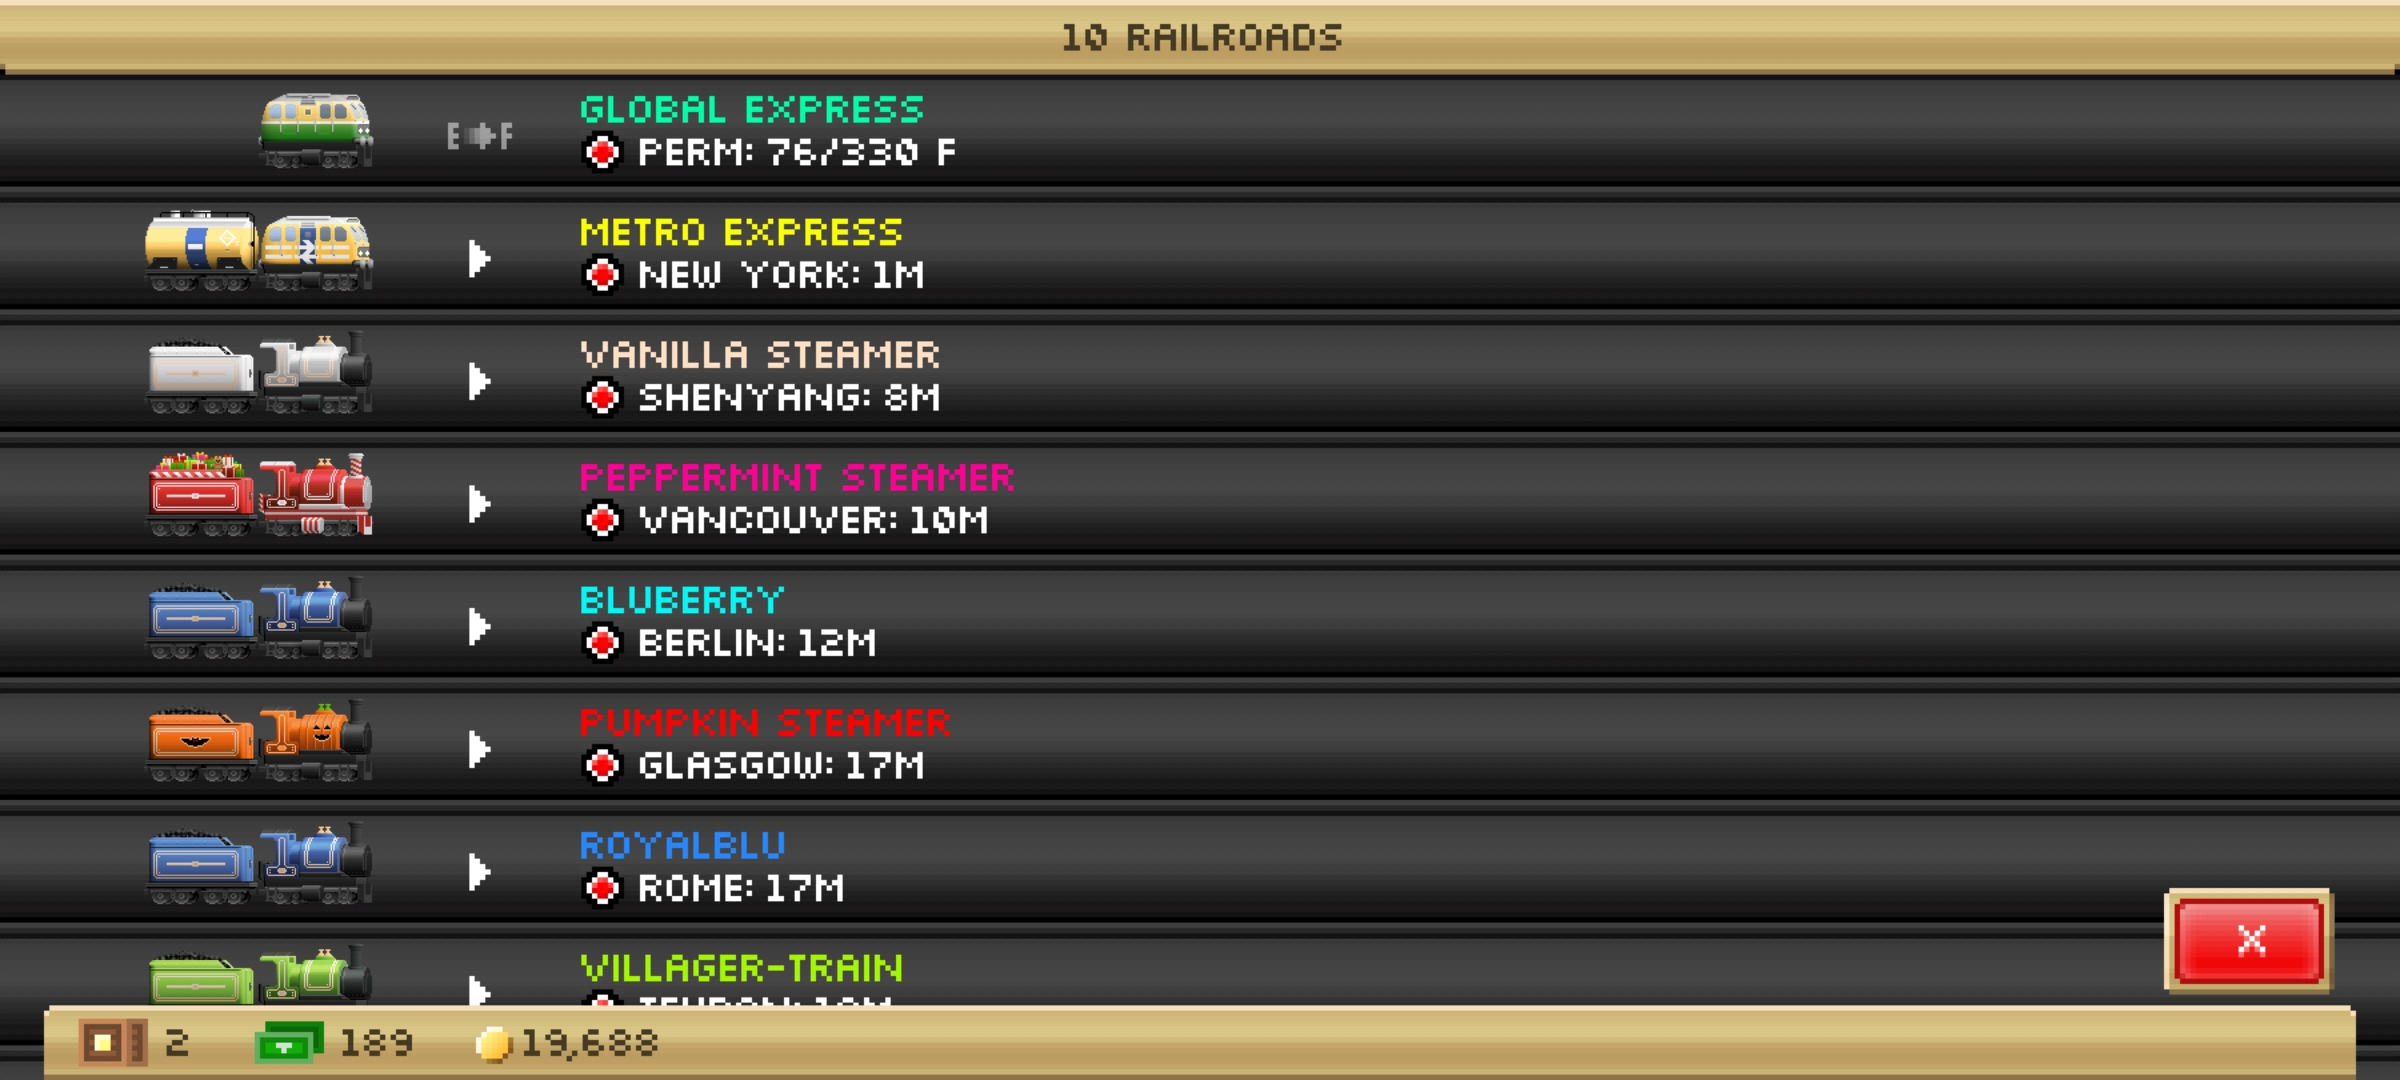 10 RAILROADS
E F
GLOBAL EXPRESS
PERM: 76/330 F
METRO EXPRESS
NEW YORK: 1M
VANILLA STEAMER
SHENYANG: 8M
PEPPERMINT STEAMER
VANCOUVER: 10M
BLUBERRY
BERLIN: 12M
PUMPKIN STEAMER
GLASGOW: 17M
ROYALBLU
ROME: 17M
VILLAGER-TRAIN
X
2 189 19,688